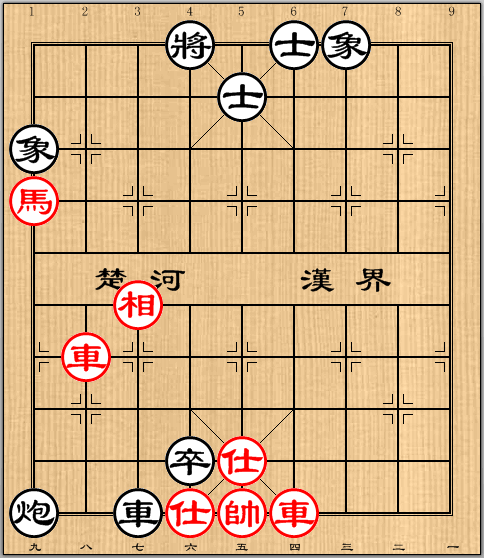 1 2 3 4 5 6 7 8 9
將 士 象
士
象
馬
楚 河 漢 界
相
車
卒 仕
炮 車 仕 帥 車
九 八 七 六 五 四 三 二 一